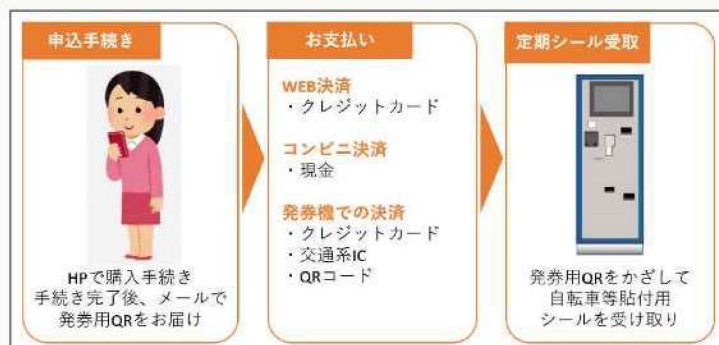 申込手続き
HPで購入手続き
手続き完了後、メールで
発券用QRをお届け
お支払い
WEB決済
・クレジットカード
コンビニ決済
・現金
発券機での決済
・クレジットカード
・交通系IC
・QRコード
定期シール受取
発券用QRをかざして
自転車等貼付用
シールを受け取り